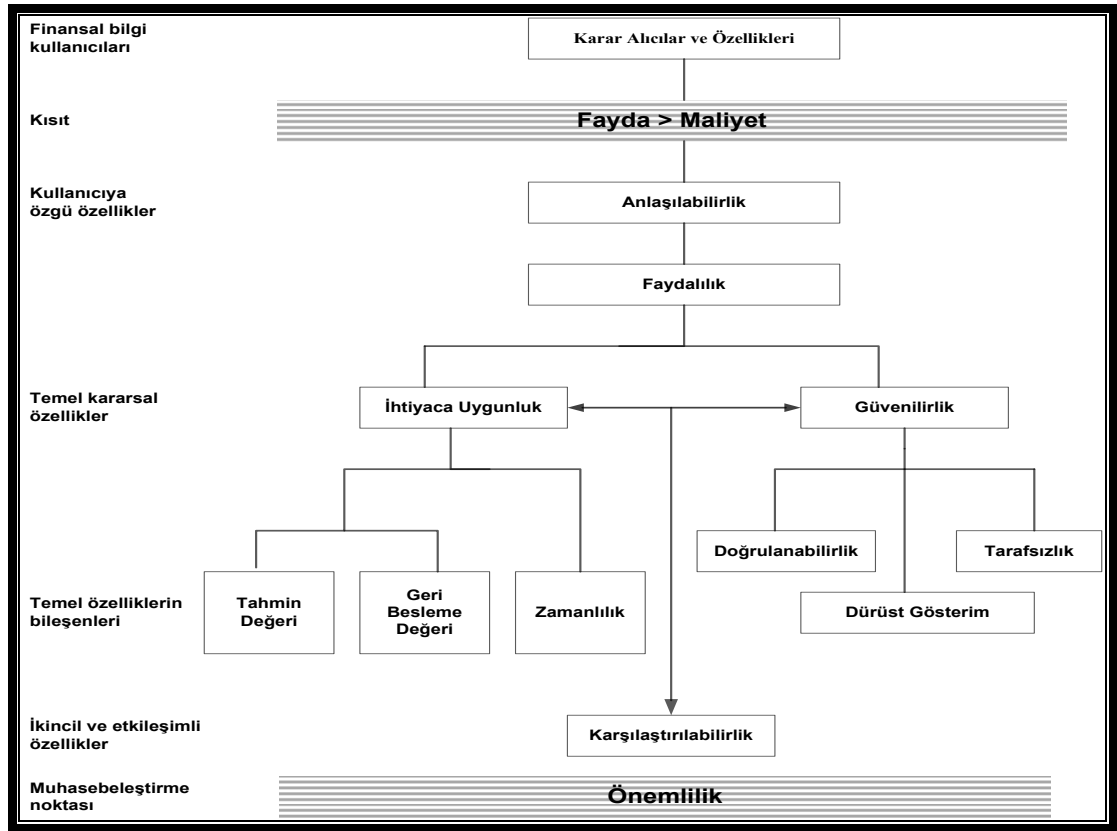 Finansal bilgi
kullanıcıları
Karar Alıcılar ve Özellikleri
Kısıt
Fayda > Maliyet
Kullanıcıya
özgü özellikler
Anlaşılabilirlik
Faydalılık
Temel kararsal
özellikler
İhtiyaca Uygunluk
Güvenilirlik
Doğrulanabilirlik
Tarafsızlık
Temel özelliklerin
bileşenleri
Tahmin
Değeri
Geri
Besleme
Değeri
Zamanlılık
Dürüst Gösterim
İkincil ve etkileşimli
özellikler
Karşılaştırılabilirlik
Muhasebeleştirme
noktası
Önemlilik